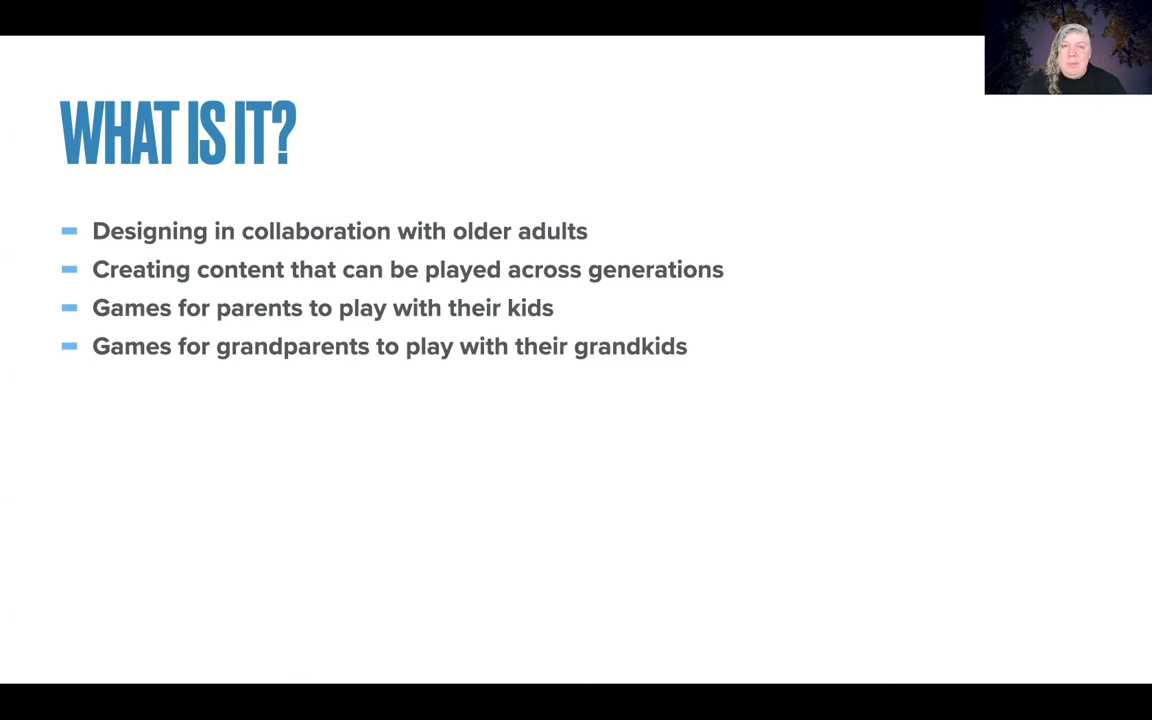 WHAT IS IT?
Designing in collaboration with older adults
Creating content that can be played across generations
Games for parents to play with their kids
Games for grandparents to play with their grandkids